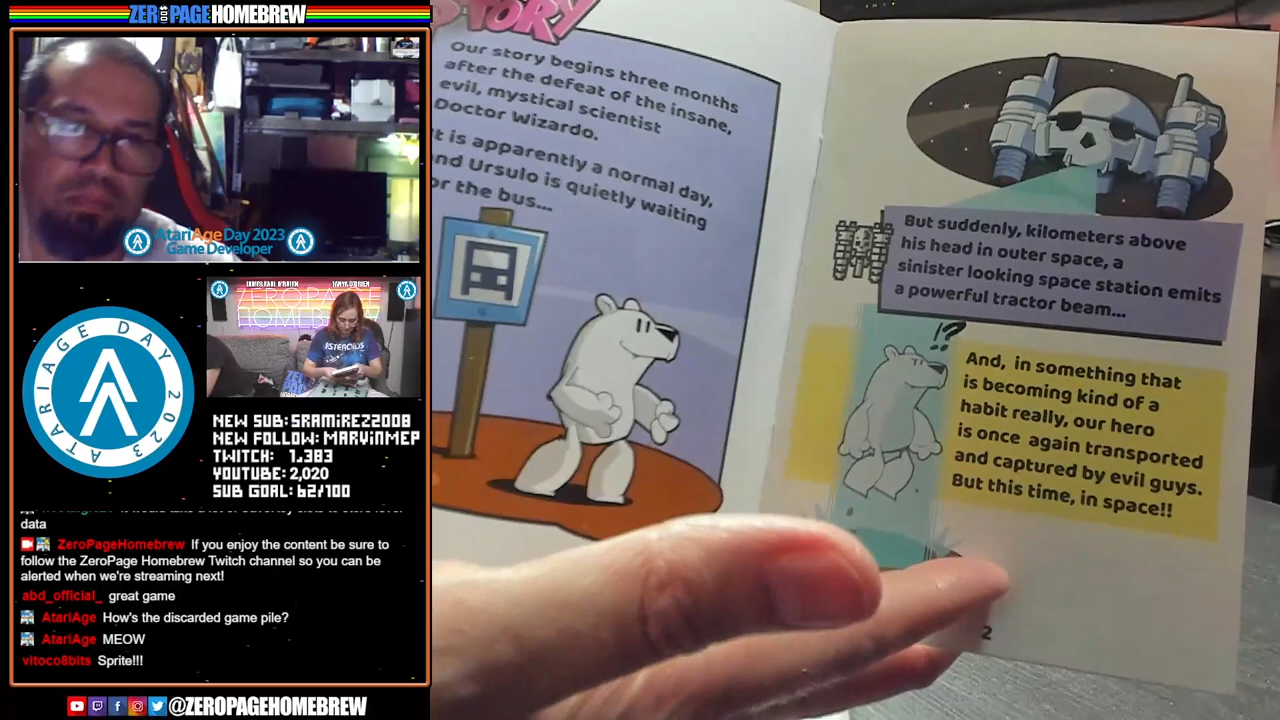 ZEROPAGEHOMEBREW
AtariAge Day 2023
Game Developer
TANYA O'BRIEN
ZEROPAGE
HOMEBREW
ASTEROIDS
ATARIAGE DAY 2023
NEW SUB: SRAMIREZ2008
NEW FOLLOW: MARVINMEP
TWITCH: 1,383
YOUTUBE: 2,020
SUB GOAL: 62/100
data
ZeroPageHomebrew If you enjoy the content be sure to
follow the ZeroPage Homebrew Twitch channel so you can be
alerted when we're streaming next!
abd_official_ great game
AtariAge How's the discarded game pile?
AtariAge MEOW
vitoco8bits Sprite!!!
@ZEROPAGEHOMEBREW
STORY
Our story begins three months
after the defeat of the insane,
evil, mystical scientist
Doctor Wizardo.
It is apparently a normal day,
and Ursulo is quietly waiting
for the bus...
But suddenly, kilometers above
his head in outer space, a
sinister looking space station emits
a powerful tractor beam...
!?
And, in something that
is becoming kind of a
habit really, our hero
is once again transported
and captured by evil guys.
But this time, in space!!
2